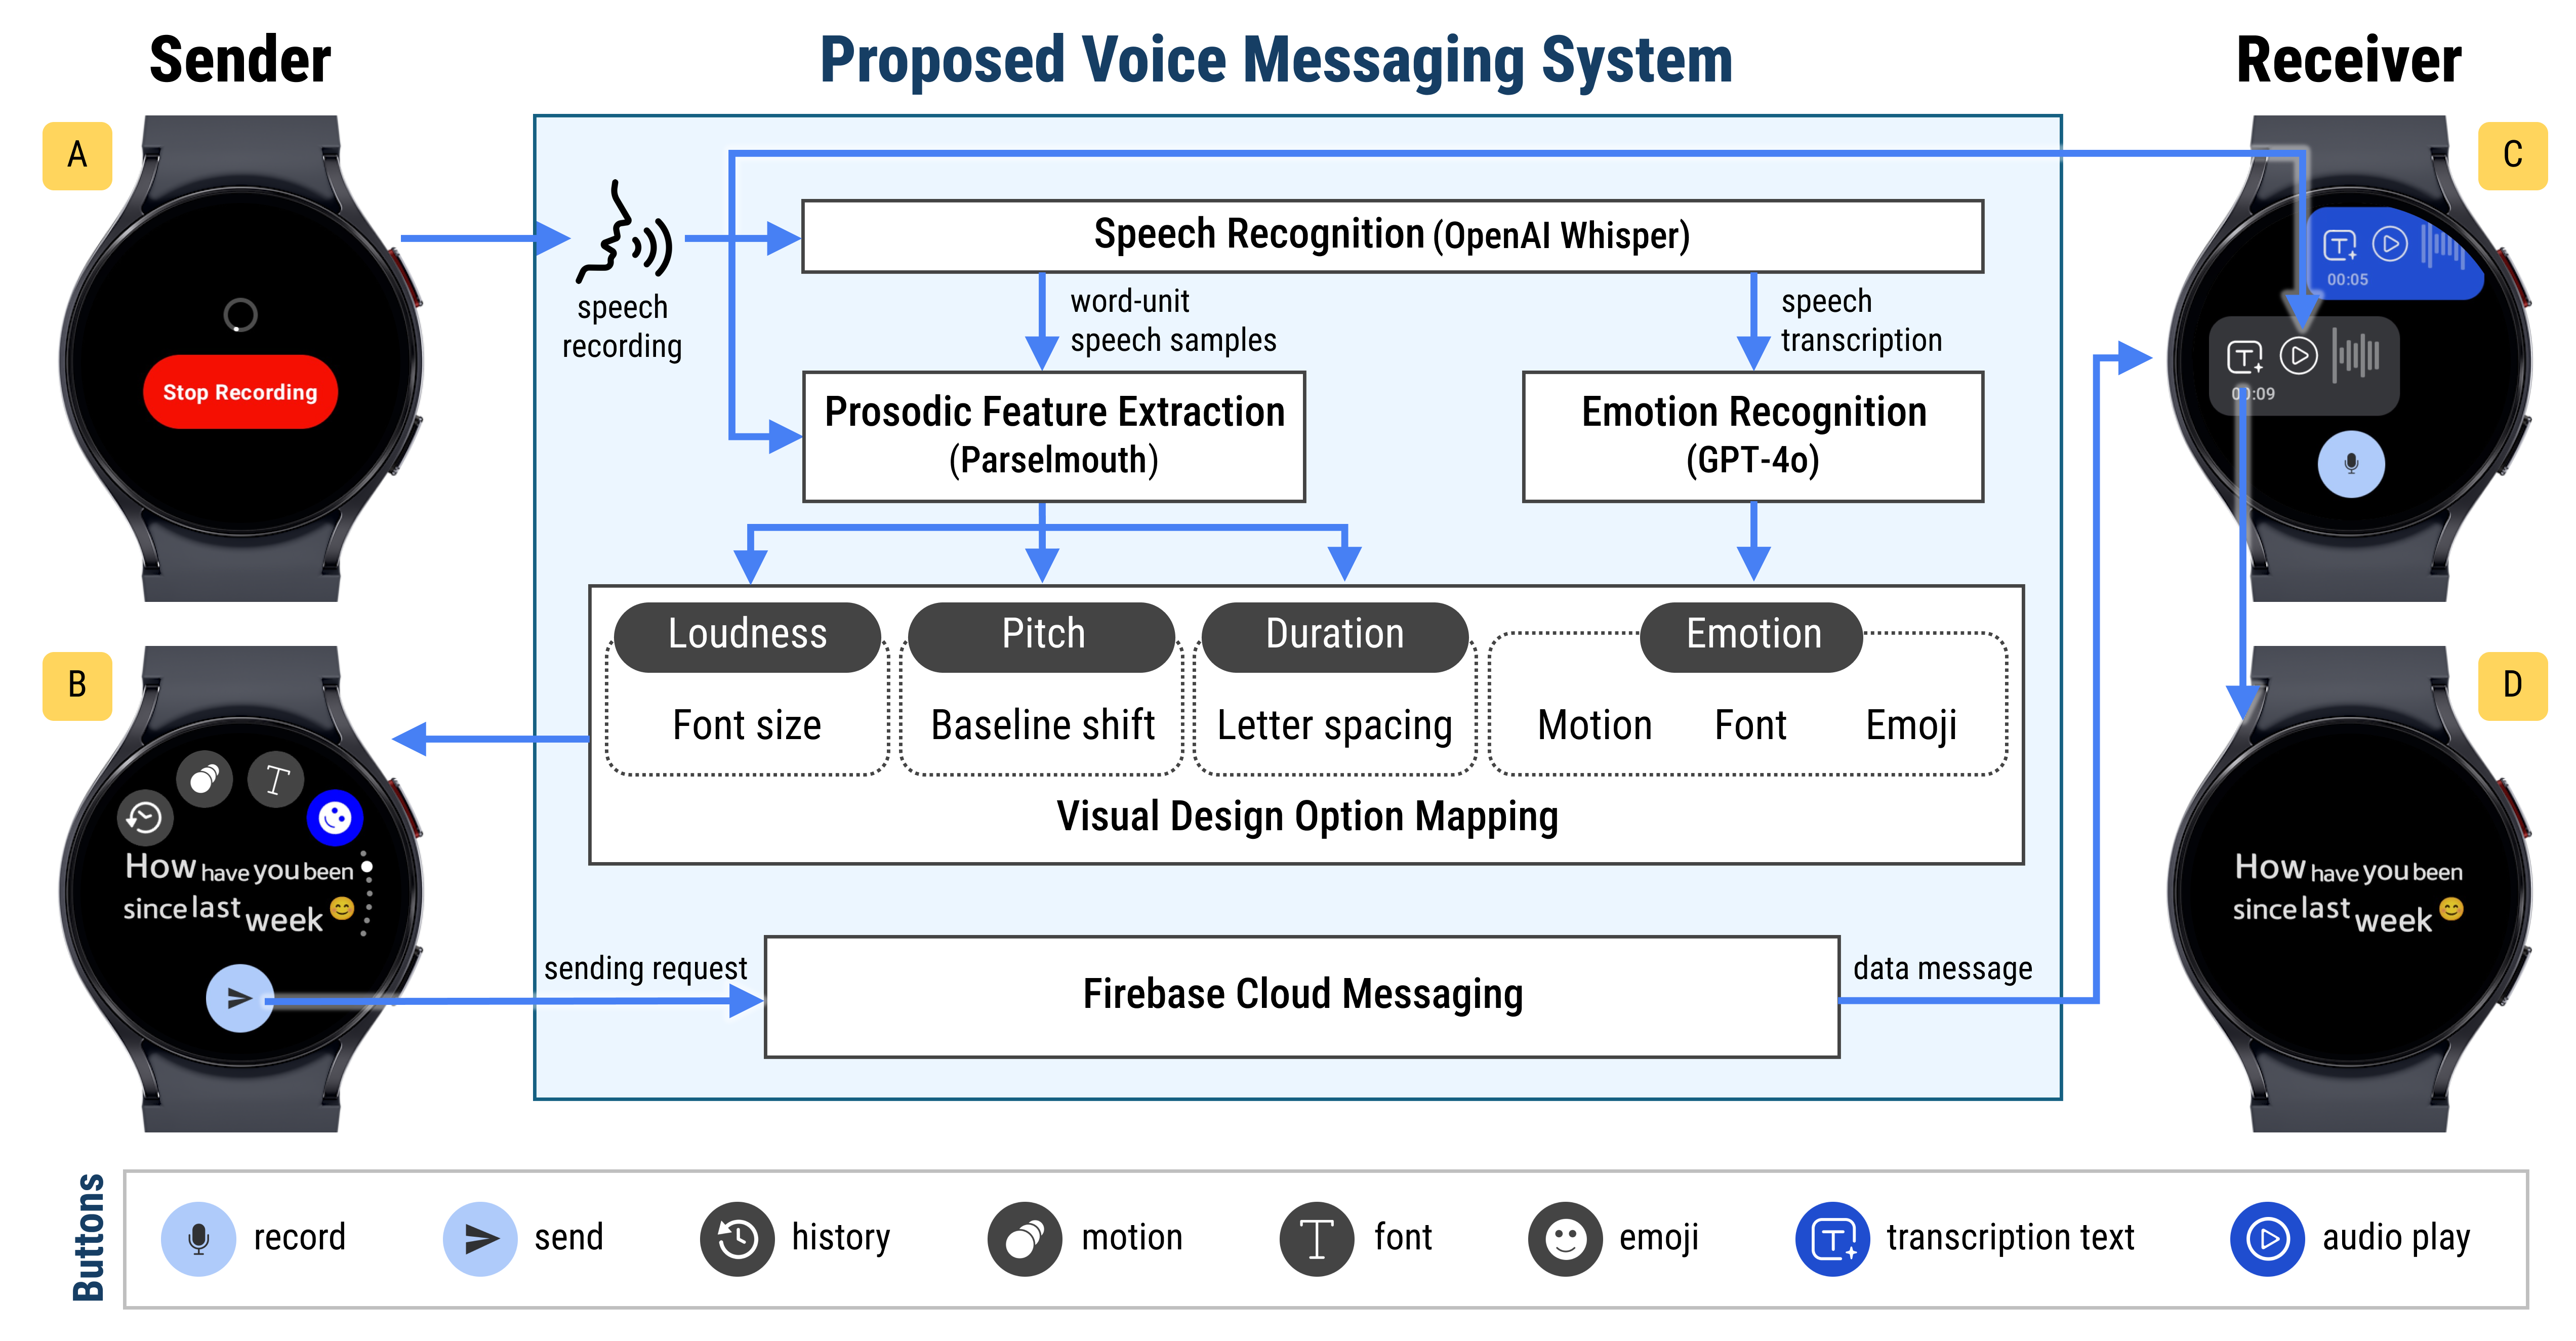 Sender
Proposed Voice Messaging System
Receiver
A
Stop Recording
speech
recording
Speech Recognition (OpenAI Whisper)
word-unit
speech samples
speech
transcription
Prosodic Feature Extraction
(Parselmouth)
Emotion Recognition
(GPT-4o)
Loudness
Font size
Pitch
Baseline shift
Duration
Letter spacing
Emotion
Motion Font Emoji
Visual Design Option Mapping
B
T
How have you been
since last week 😊
sending request
Firebase Cloud Messaging
data message
C
T
00:05
T
00:09
D
How have you been
since last week 😊
Buttons
record
send
history
motion
T font
emoji
T transcription text
audio play